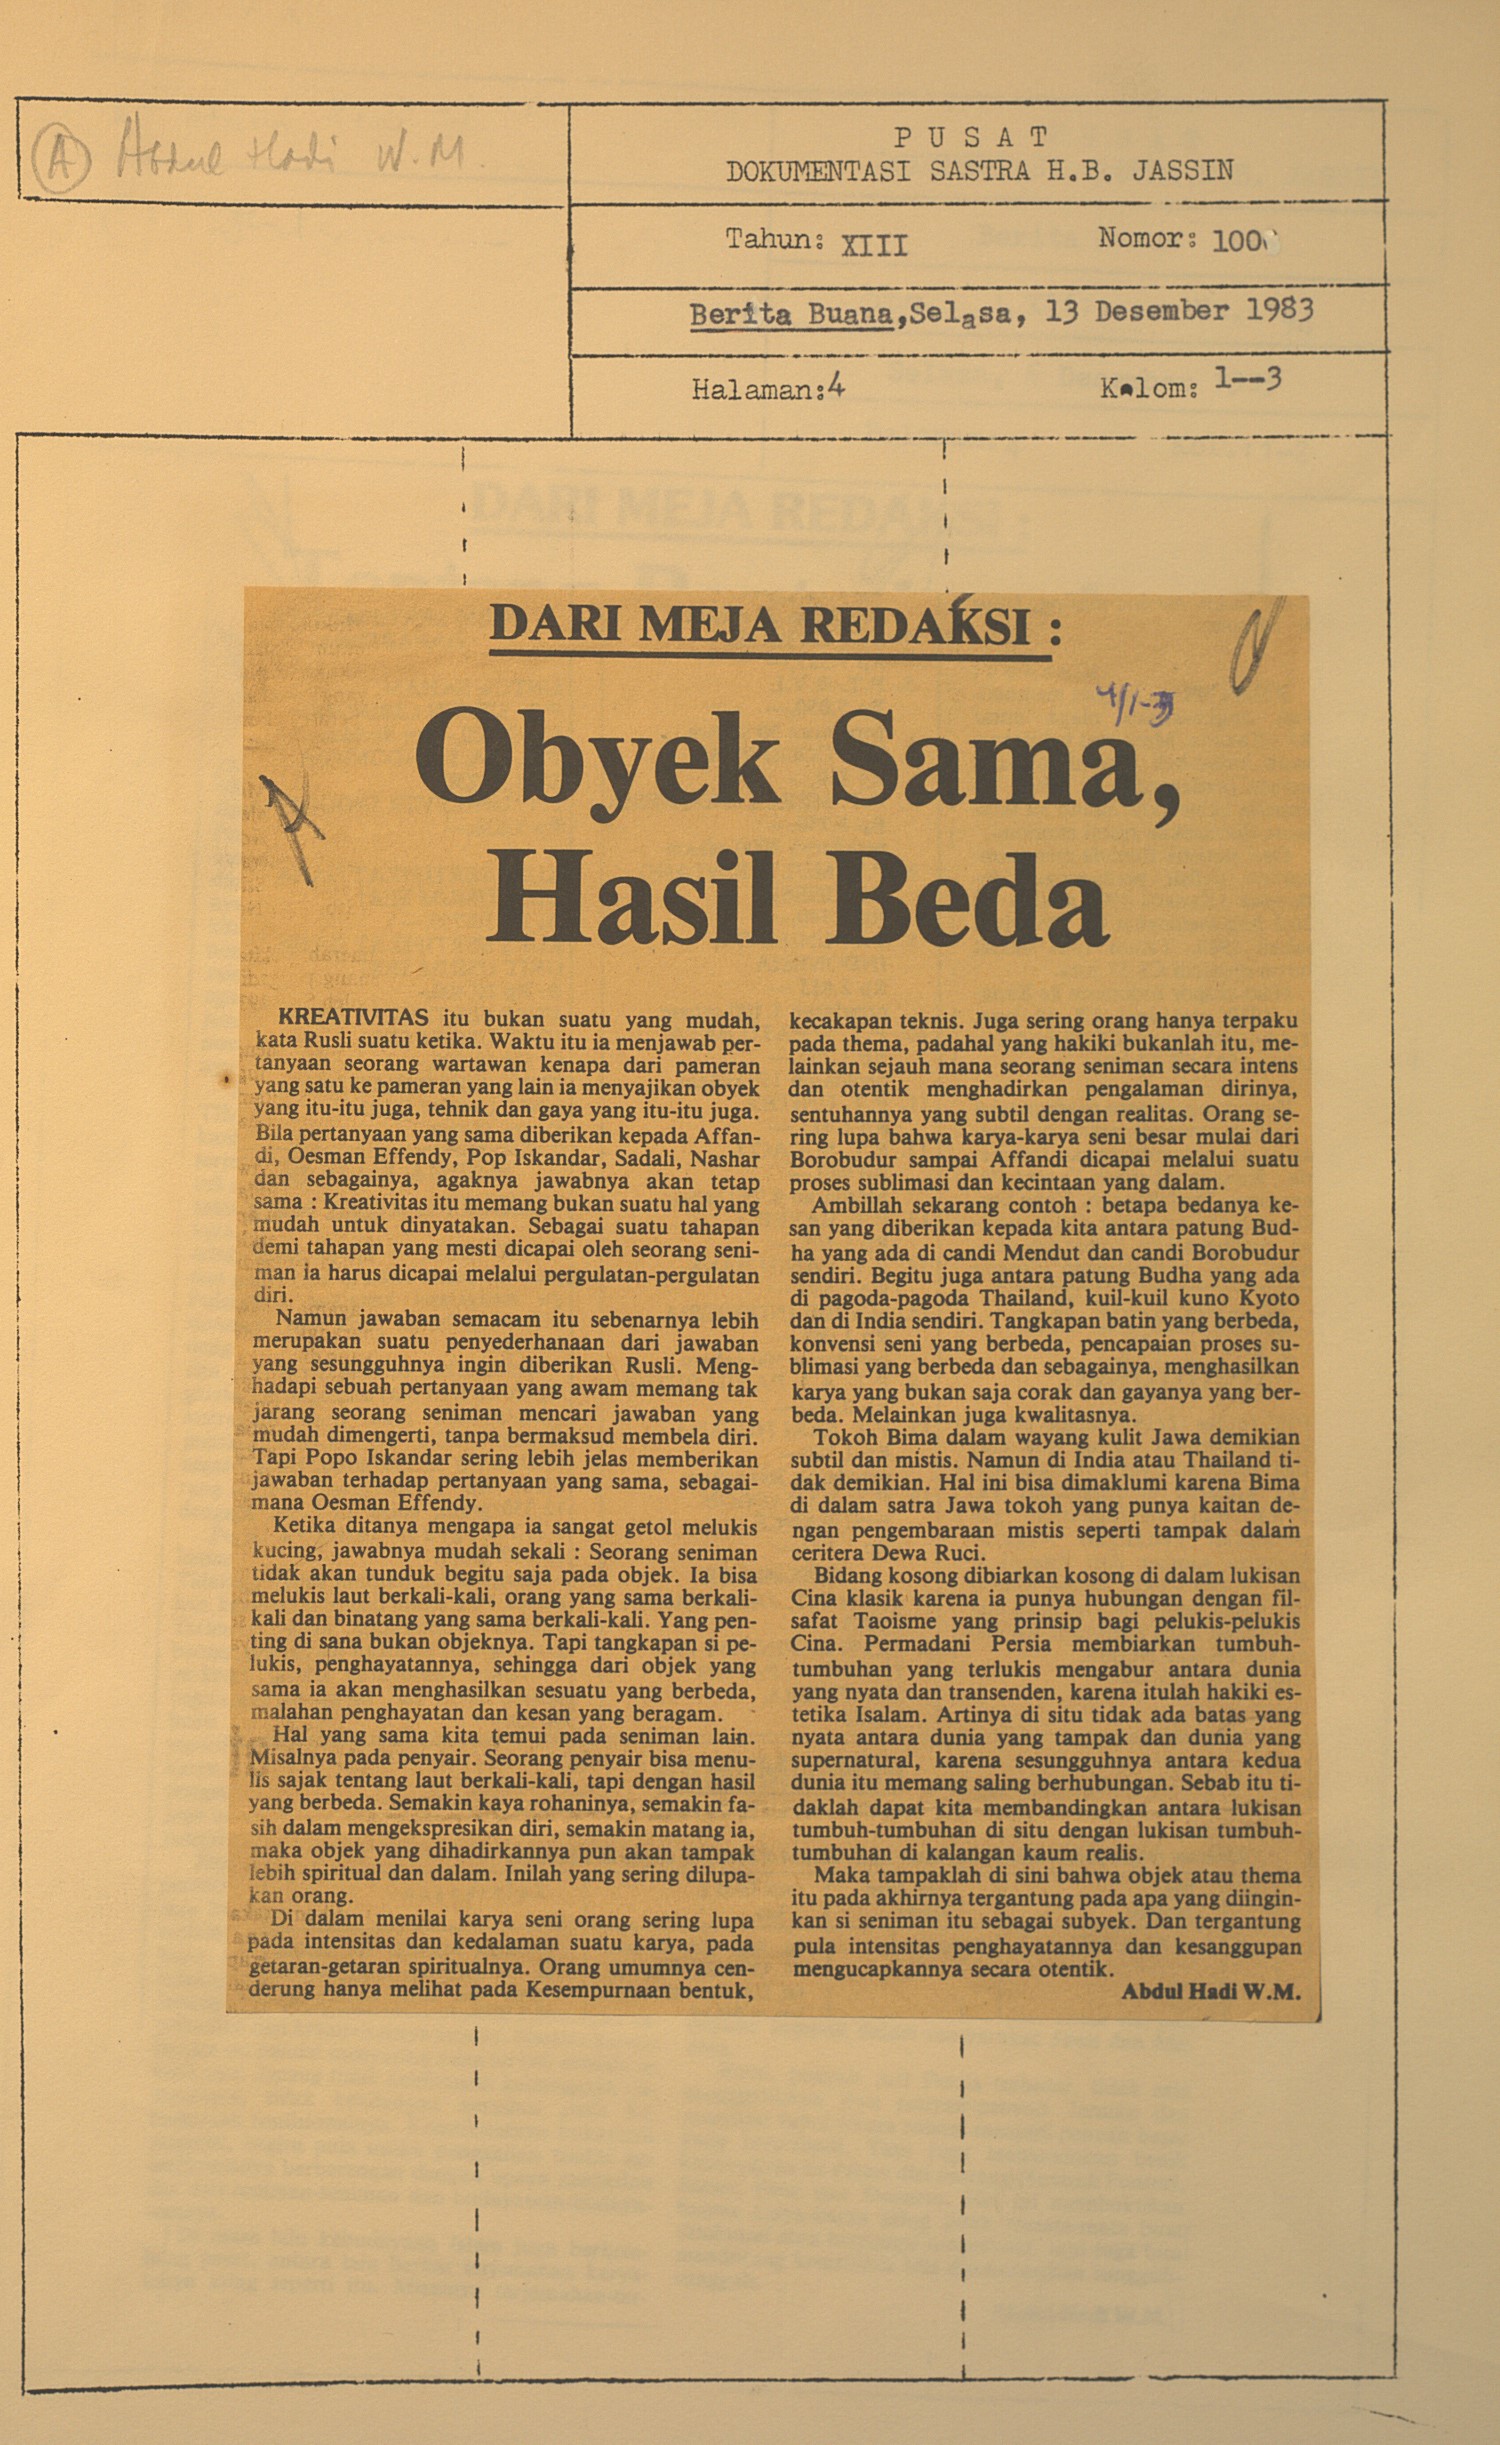 (A) Abdul Hadi W.M.
PUSAT
DOKUMENTASI SASTRA H.B. JASSIN
Tahun: XIII Nomor: 100
Berita Buana,Selasa, 13 Desember 1983
Halaman:4 Kolom: 1--3
DARI MEJA REDAKSI :
4/1-3
A
Obyek Sama,
Hasil Beda
KREATIVITAS itu bukan suatu yang mudah,
kata Rusli suatu ketika. Waktu itu ia menjawab per-
tanyaan seorang wartawan kenapa dari pameran
yang satu ke pameran yang lain ia menyajikan obyek
yang itu-itu juga, tehnik dan gaya yang itu-itu juga.
Bila pertanyaan yang sama diberikan kepada Affan-
di, Oesman Effendy, Pop Iskandar, Sadali, Nashar
dan sebagainya, agaknya jawabnya akan tetap
sama : Kreativitas itu memang bukan suatu hal yang
mudah untuk dinyatakan. Sebagai suatu tahapan
demi tahapan yang mesti dicapai oleh seorang seni-
man ia harus dicapai melalui pergulatan-pergulatan
diri.
Namun jawaban semacam itu sebenarnya lebih
merupakan suatu penyederhanaan dari jawaban
yang sesungguhnya ingin diberikan Rusli. Meng-
hadapi sebuah pertanyaan yang awam memang tak
jarang seorang seniman mencari jawaban yang
mudah dimengerti, tanpa bermaksud membela diri.
Tapi Popo Iskandar sering lebih jelas memberikan
jawaban terhadap pertanyaan yang sama, sebagai-
mana Oesman Effendy.
Ketika ditanya mengapa ia sangat getol melukis
kucing, jawabnya mudah sekali : Seorang seniman
tidak akan tunduk begitu saja pada objek. Ia bisa
melukis laut berkali-kali, orang yang sama berkali-
kali dan binatang yang sama berkali-kali. Yang pen-
ting di sana bukan objeknya. Tapi tangkapan si pe-
lukis, penghayatannya, sehingga dari objek yang
sama ia akan menghasilkan sesuatu yang berbeda,
malahan penghayatan dan kesan yang beragam.
Hal yang sama kita temui pada seniman lain.
Misalnya pada penyair. Seorang penyair bisa menu-
lis sajak tentang laut berkali-kali, tapi dengan hasil
yang berbeda. Semakin kaya rohaninya, semakin fa-
sih dalam mengekspresikan diri, semakin matang ia,
maka objek yang dihadirkannya pun akan tampak
lebih spiritual dan dalam. Inilah yang sering dilupa-
kan orang.
Di dalam menilai karya seni orang sering lupa
pada intensitas dan kedalaman suatu karya, pada
getaran-getaran spiritualnya. Orang umumnya cen-
derung hanya melihat pada Kesempurnaan bentuk,
kecakapan teknis. Juga sering orang hanya terpaku
pada thema, padahal yang hakiki bukanlah itu, me-
lainkan sejauh mana seorang seniman secara intens
dan otentik menghadirkan pengalaman dirinya,
sentuhannya yang subtil dengan realitas. Orang se-
ring lupa bahwa karya-karya seni besar mulai dari
Borobudur sampai Affandi dicapai melalui suatu
proses sublimasi dan kecintaan yang dalam.
Ambillah sekarang contoh : betapa bedanya ke-
san yang diberikan kepada kita antara patung Bud-
ha yang ada di candi Mendut dan candi Borobudur
sendiri. Begitu juga antara patung Budha yang ada
di pagoda-pagoda Thailand, kuil-kuil kuno Kyoto
dan di India sendiri. Tangkapan batin yang berbeda,
konvensi seni yang berbeda, pencapaian proses su-
blimasi yang berbeda dan sebagainya, menghasilkan
karya yang bukan saja corak dan gayanya yang ber-
beda. Melainkan juga kwalitasnya.
Tokoh Bima dalam wayang kulit Jawa demikian
subtil dan mistis. Namun di India atau Thailand ti-
dak demikian. Hal ini bisa dimaklumi karena Bima
di dalam satra Jawa tokoh yang punya kaitan de-
ngan pengembaraan mistis seperti tampak dalam
ceritera Dewa Ruci.
Bidang kosong dibiarkan kosong di dalam lukisan
Cina klasik karena ia punya hubungan dengan fil-
safat Taoisme yang prinsip bagi pelukis-pelukis
Cina. Permadani Persia membiarkan tumbuh-
tumbuhan yang terlukis mengabur antara dunia
yang nyata dan transenden, karena itulah hakiki es-
tetika Isalam. Artinya di situ tidak ada batas yang
nyata antara dunia yang tampak dan dunia yang
supernatural, karena sesungguhnya antara kedua
dunia itu memang saling berhubungan. Sebab itu ti-
daklah dapat kita membandingkan antara lukisan
tumbuh-tumbuhan di situ dengan lukisan tumbuh-
tumbuhan di kalangan kaum realis.
Maka tampaklah di sini bahwa objek atau thema
itu pada akhirnya tergantung pada apa yang diingin-
kan si seniman itu sebagai subyek. Dan tergantung
pula intensitas penghayatannya dan kesanggupan
mengucapkannya secara otentik.
Abdul Hadi W.M.